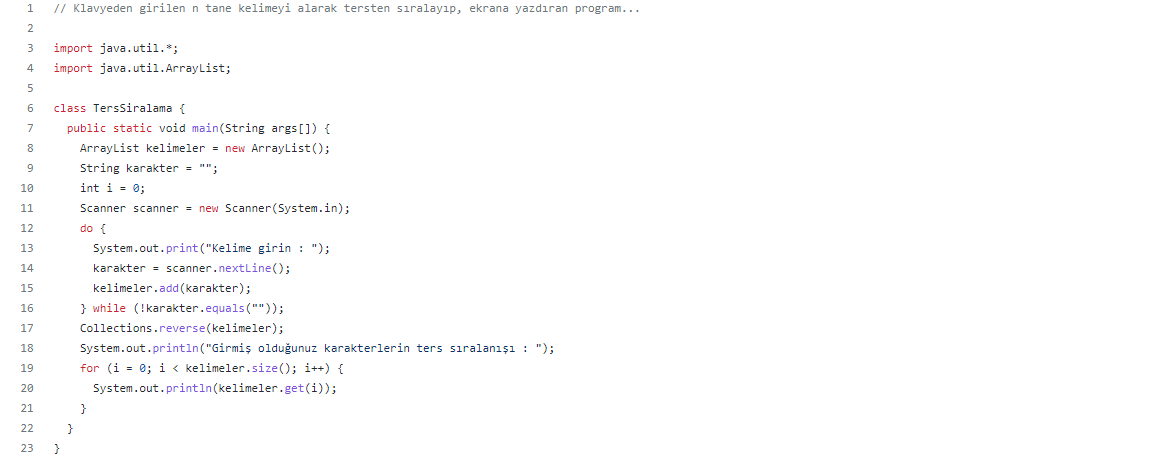 1 // Klavyeden girilen n tane kelimeyi alarak tersten sıralayıp, ekrana yazdıran program...
2
3 import java.util.*;
4 import java.util.ArrayList;
5
6 class TersSiralama {
7 public static void main(String args[]) {
8 ArrayList kelimeler = new ArrayList();
9 String karakter = "";
10 int i = 0;
11 Scanner scanner = new Scanner(System.in);
12 do {
13 System.out.print("Kelime girin : ");
14 karakter = scanner.nextLine();
15 kelimeler.add(karakter);
16 } while (!karakter.equals(""));
17 Collections.reverse(kelimeler);
18 System.out.println("Girmiş olduğunuz karakterlerin ters sıralanışı : ");
19 for (i = 0; i < kelimeler.size(); i++) {
20 System.out.println(kelimeler.get(i));
21 }
22 }
23 }